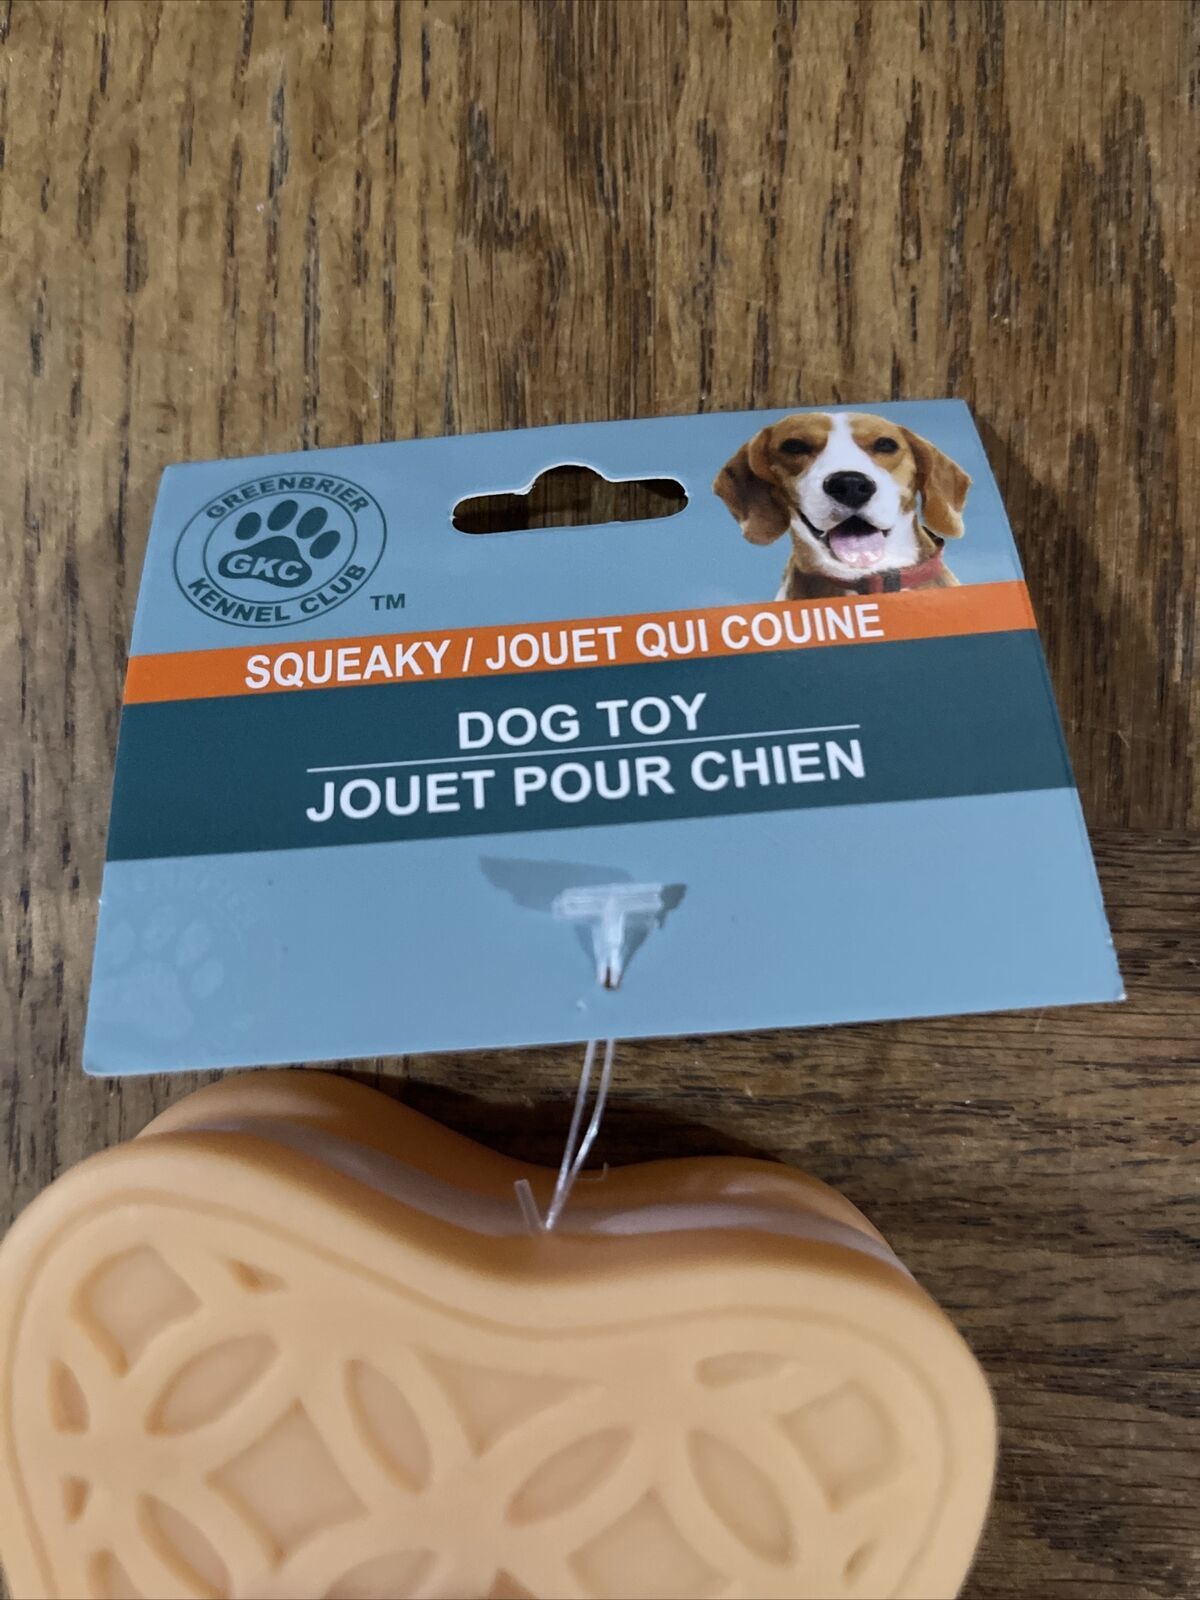 GREENBRIER
GKC
KENNEL CLUB
TM
SQUEAKY / JOUET QUI COUINE
DOG TOY
JOUET POUR CHIEN